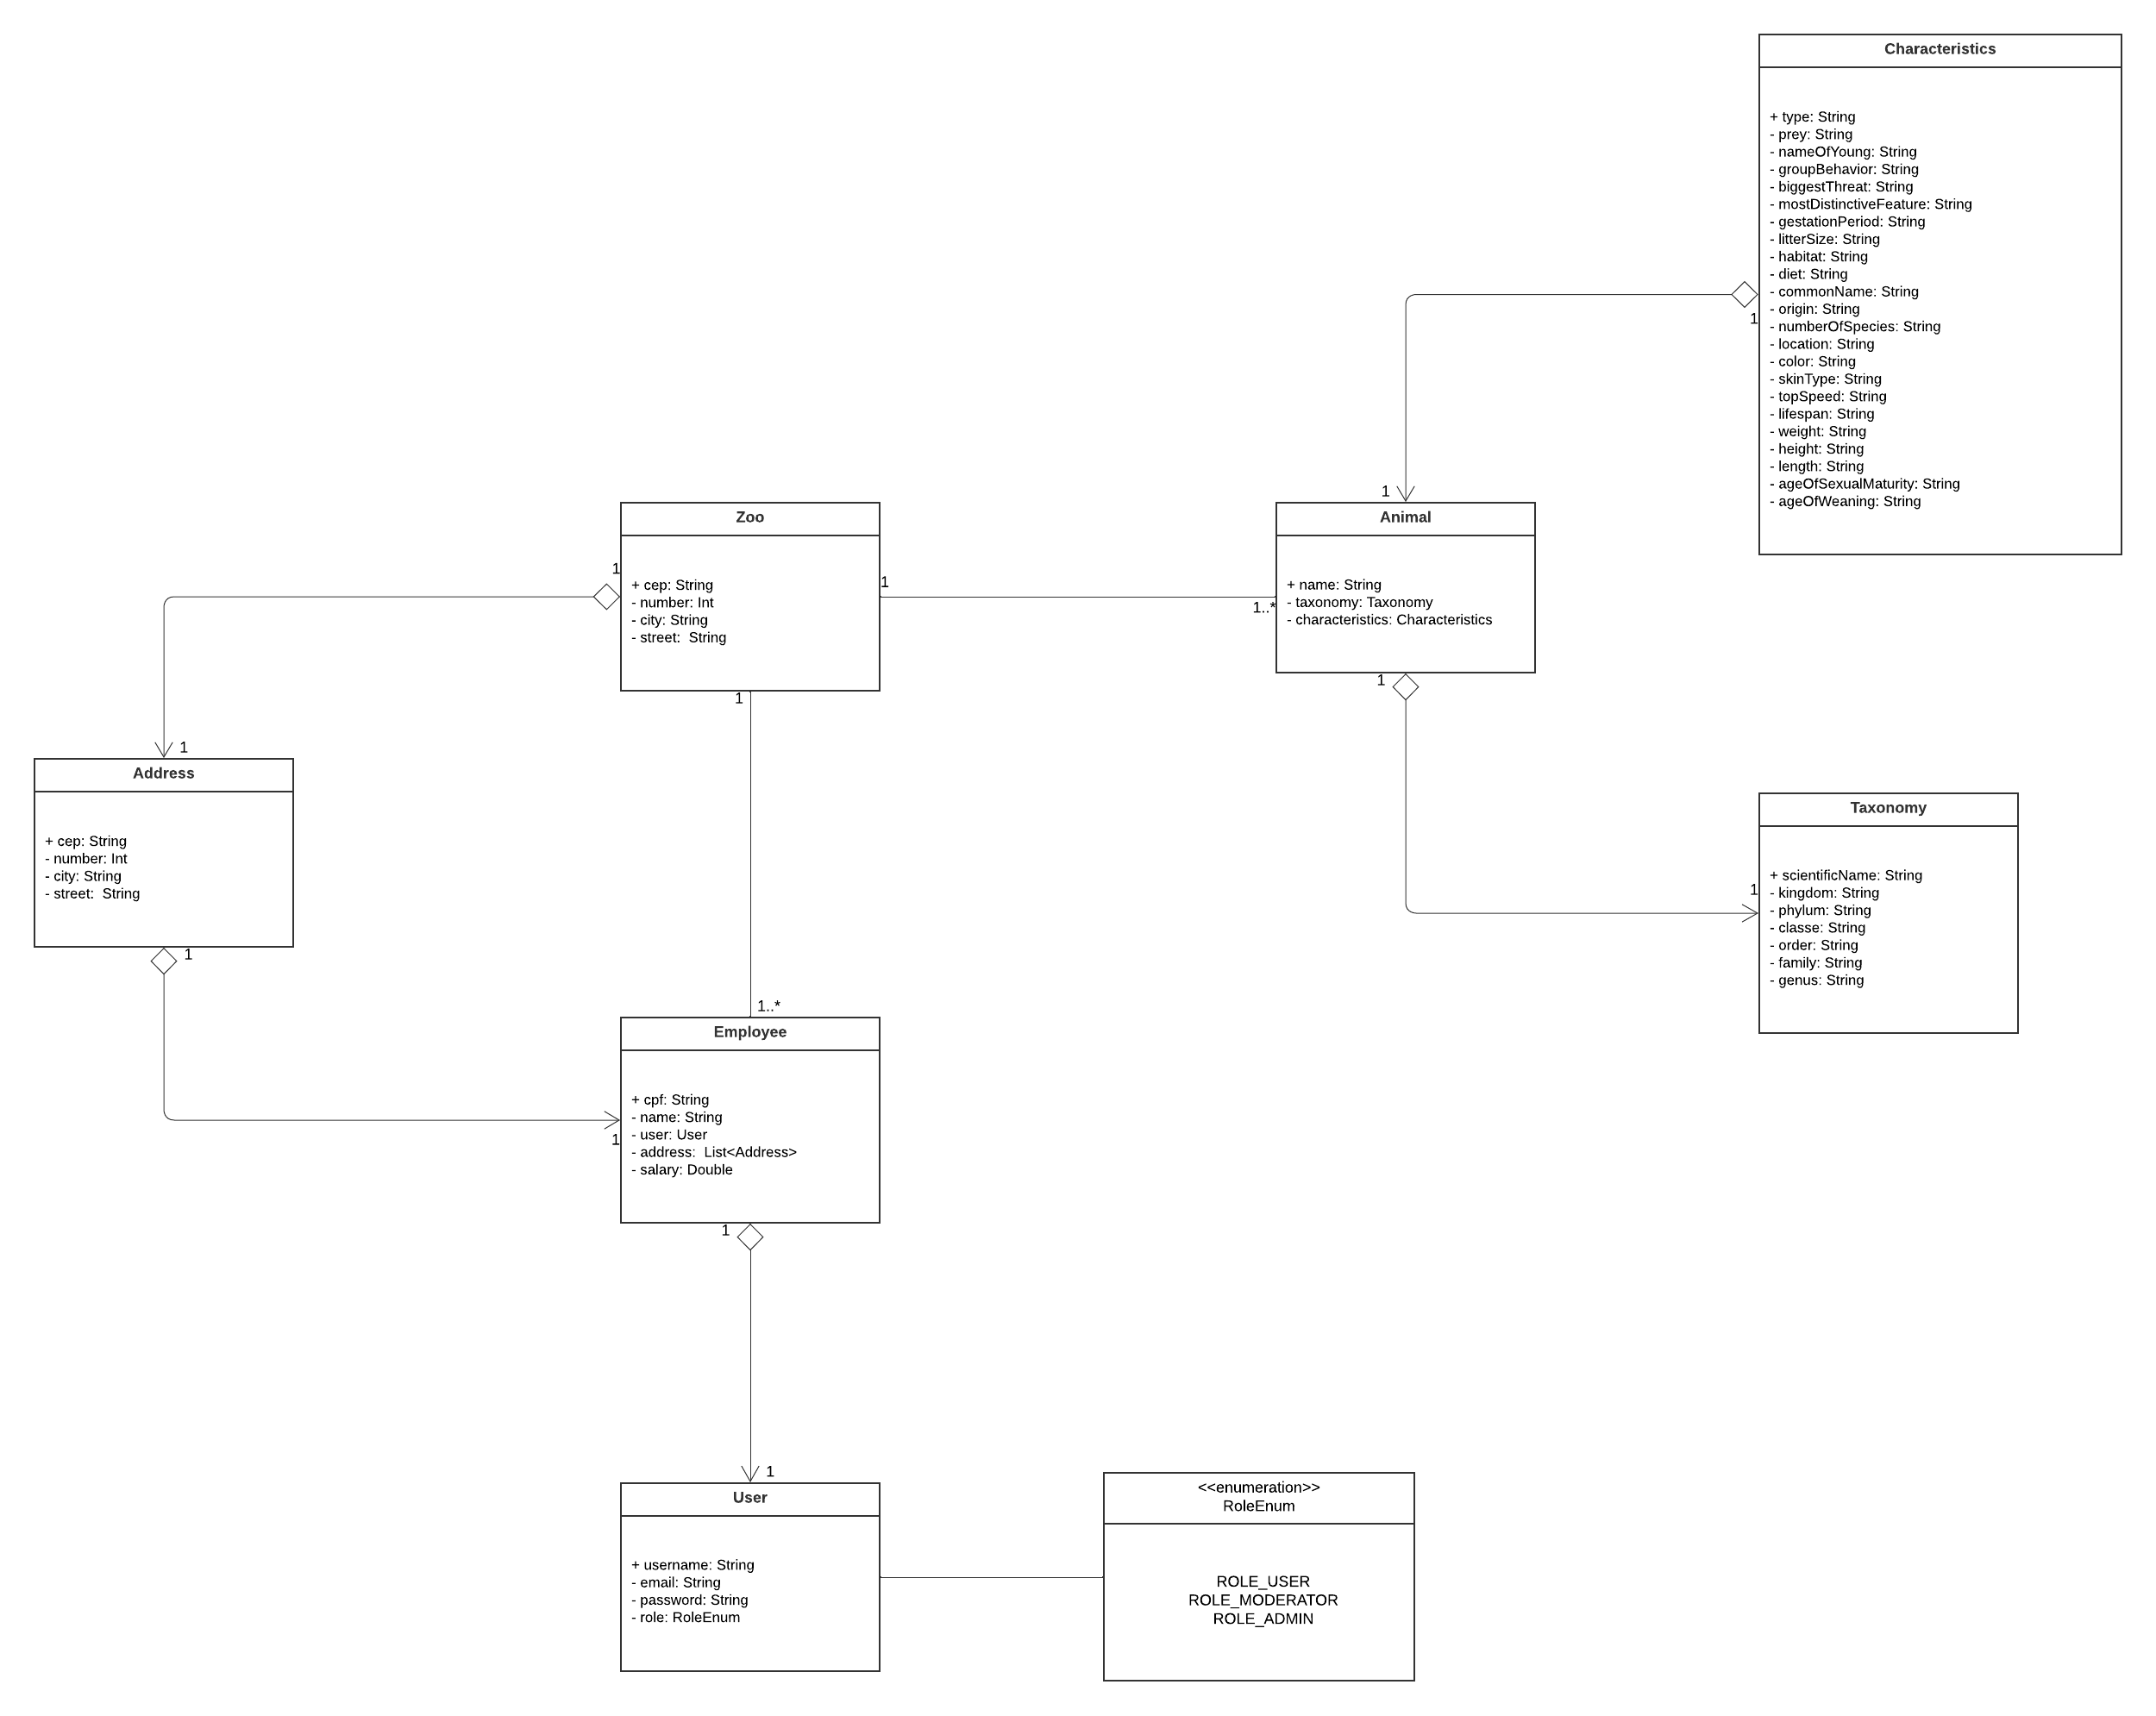 Characteristics
+ type: String
- prey: String
- nameOfYoung: String
- groupBehavior: String
- biggestThreat: String
- mostDistinctiveFeature: String
- gestationPeriod: String
- litterSize: String
- habitat: String
- diet: String
- commonName: String
- origin: String
- numberOfSpecies: String
- location: String
- color: String
- skinType: String
- topSpeed: String
- lifespan: String
- weight: String
- height: String
- length: String
- ageOfSexualMaturity: String
- ageOfWeaning: String
1
1
Zoo
+ cep: String
- number: Int
- city: String
- street:  String
1
1
1..*
1
Animal
+ name: String
- taxonomy: Taxonomy
- characteristics: Characteristics
1
1
Taxonomy
+ scientificName: String
- kingdom: String
- phylum: String
- classe: String
- order: String
- family: String
- genus: String
1
Address
+ cep: String
- number: Int
- city: String
- street:  String
1
1..*
1
Employee
+ cpf: String
- name: String
- user: User
- address:  List<Address>
- salary: Double
1
1
User
+ username: String
- email: String
- password: String
- role: RoleEnum
<<enumeration>>
RoleEnum
ROLE_USER
ROLE_MODERATOR
ROLE_ADMIN